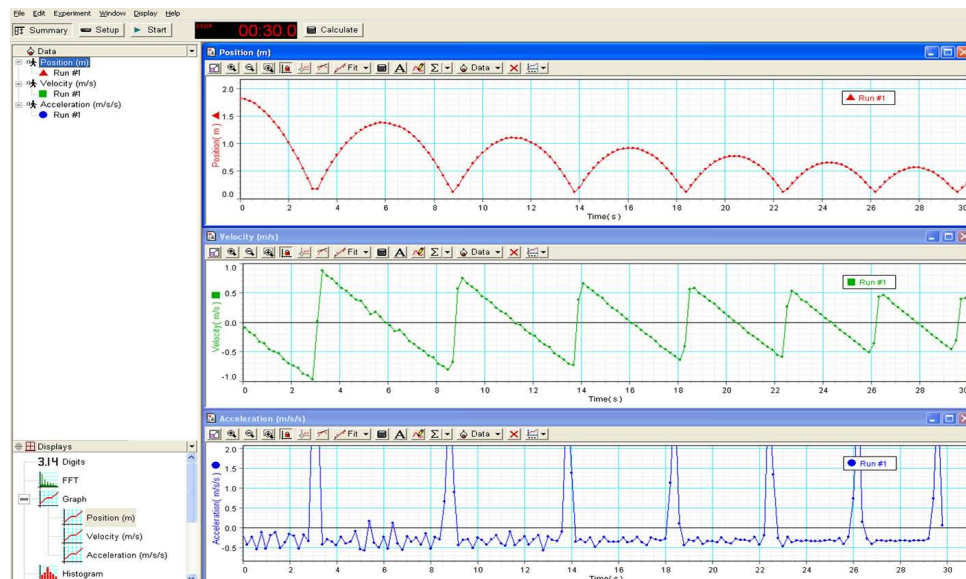 File Edit Experiment Window Display Help
Summary Setup Start STOP 00:30.0 Calculate
Data
Position (m)
Run #1
Velocity (m/s)
Run #1
Acceleration (m/s/s)
Run #1
Displays
3.14 Digits
FFT
Graph
Position (m)
Velocity (m/s)
Acceleration (m/s/s)
Histogram
Position (m)
Fit A Σ Data
Position( m )
2.0
1.5
1.0
0.5
0.0
Run #1
0 2 4 6 8 10 12 14 16 18 20 22 24 26 28 30
Time( s )
Velocity (m/s)
Fit A Σ Data
Velocity( m/s )
1.0
0.5
0.0
-0.5
-1.0
Run #1
0 2 4 6 8 10 12 14 16 18 20 22 24 26 28 30
Time( s )
Acceleration (m/s/s)
Fit A Σ Data
Acceleration( m/s/s )
2.0
1.5
1.0
0.5
-0.0
-0.5
Run #1
0 2 4 6 8 10 12 14 16 18 20 22 24 26 28 30
Time( s )